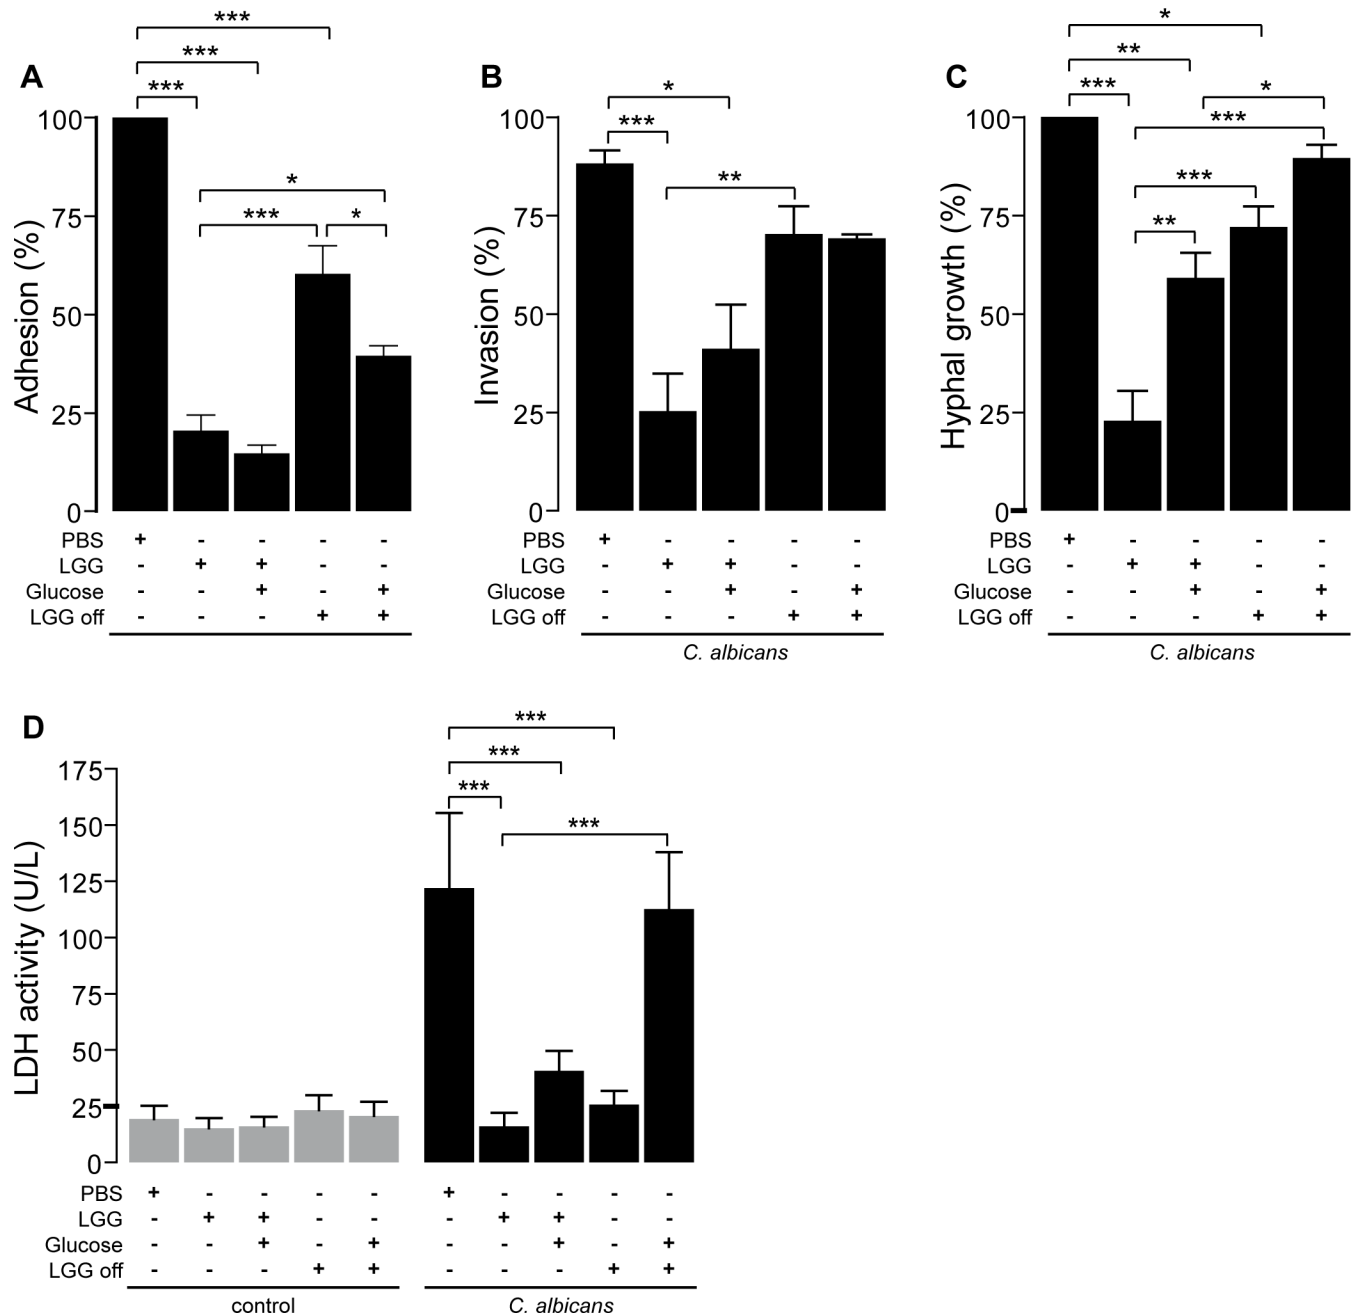 A
***
***
***
*
***
*
Adhesion (%)
100
75
50
25
0
PBS + - - - -
LGG - + + - -
Glucose - - + - +
LGG off - - - + +
B
*
***
**
Invasion (%)
100
75
50
25
0
PBS + - - - -
LGG - + + - -
Glucose - - + - +
LGG off - - - + +
C. albicans
C
*
**
***
*
***
***
**
Hyphal growth (%)
100
75
50
25
0
PBS + - - - -
LGG - + + - -
Glucose - - + - +
LGG off - - - + +
C. albicans
D
***
***
***
***
LDH activity (U/L)
175
150
125
100
75
50
25
0
PBS + - - - - + - - - -
LGG - + + - - - + + - -
Glucose - - + - + - - + - +
LGG off - - - + + - - - + +
control
C. albicans